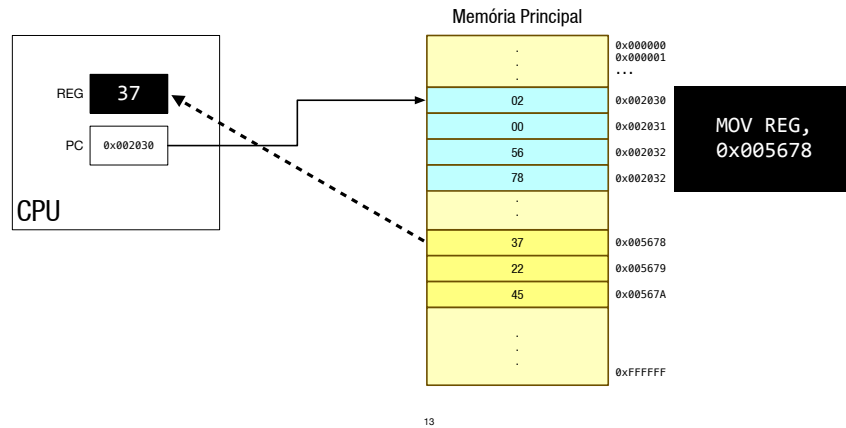 Memória Principal
CPU
REG
37
PC
0x002030
.
.
.
0x000000
0x000001
...
02
0x002030
00
0x002031
56
0x002032
78
0x002032
.
.
37
0x005678
22
0x005679
45
0x00567A
.
.
.
0xFFFFFF
MOV REG,
0x005678
13